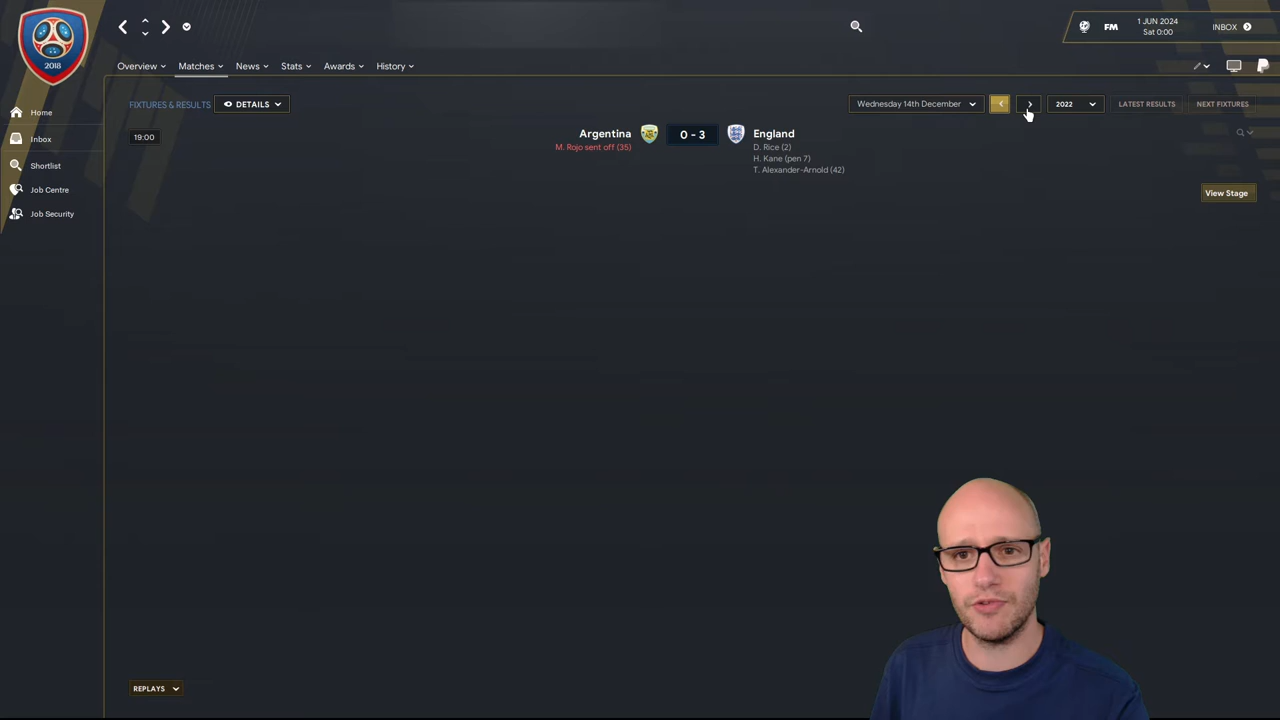 2018
FM
1 JUN 2024
Sat 0:00
INBOX
Overview
Matches
News
Stats
Awards
History
Home
Inbox
Shortlist
Job Centre
Job Security
FIXTURES & RESULTS
DETAILS
Wednesday 14th December
2022
LATEST RESULTS
NEXT FIXTURES
19:00
Argentina
0 - 3
England
M. Rojo sent off (35)
D. Rice (2)
H. Kane (pen 7)
T. Alexander-Arnold (42)
View Stage
REPLAYS